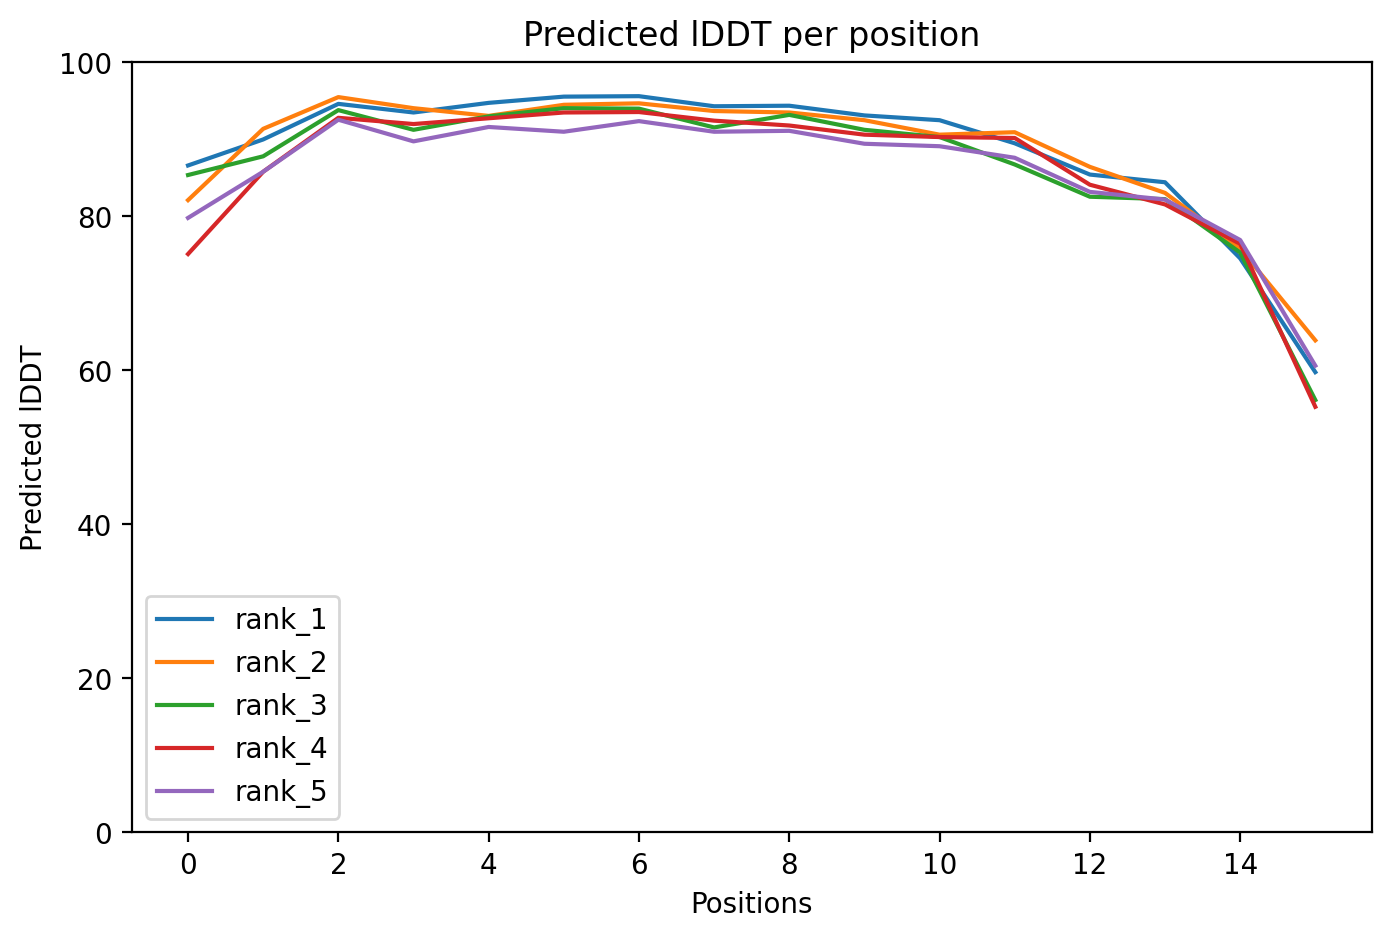 Predicted lDDT per position
Predicted lDDT
100
80
60
40
20
0
rank_1
rank_2
rank_3
rank_4
rank_5
0 2 4 6 8 10 12 14
Positions